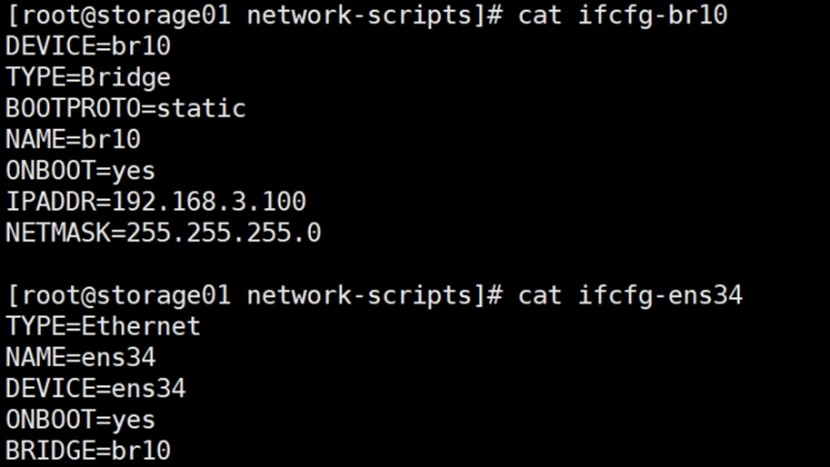 [root@storage01 network-scripts]# cat ifcfg-br10
DEVICE=br10
TYPE=Bridge
BOOTPROTO=static
NAME=br10
ONBOOT=yes
IPADDR=192.168.3.100
NETMASK=255.255.255.0

[root@storage01 network-scripts]# cat ifcfg-ens34
TYPE=Ethernet
NAME=ens34
DEVICE=ens34
ONBOOT=yes
BRIDGE=br10